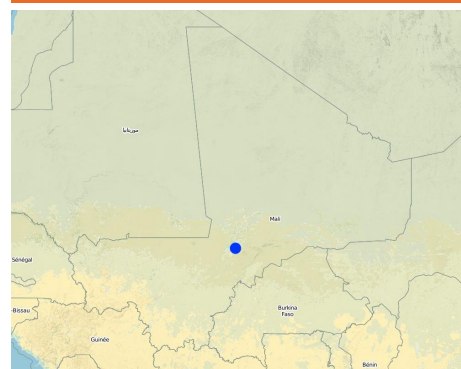 موريتانيا
Mali
Sénégal
Burkina
Faso
-Bissau
Guinée
Bénin